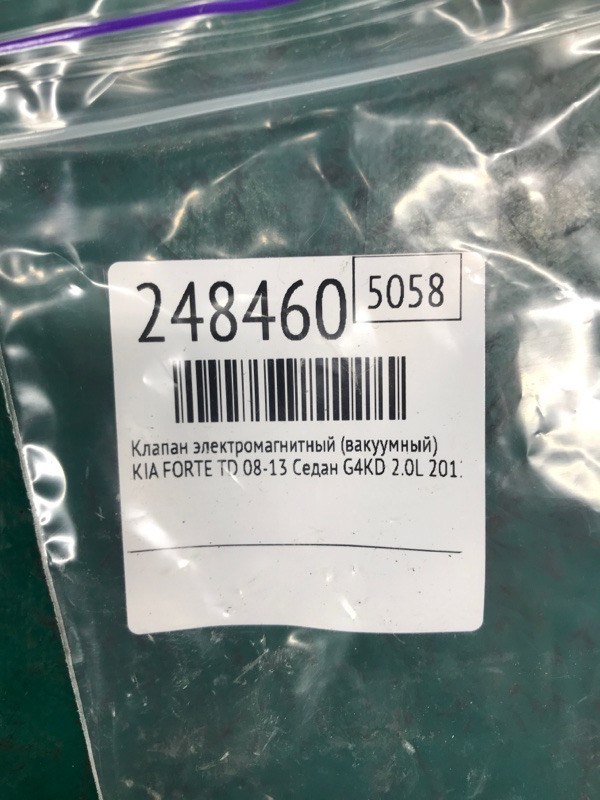 248460
5058
Клапан электромагнитный (вакуумный)
KIA FORTE TD 08-13 Седан G4KD 2.0L